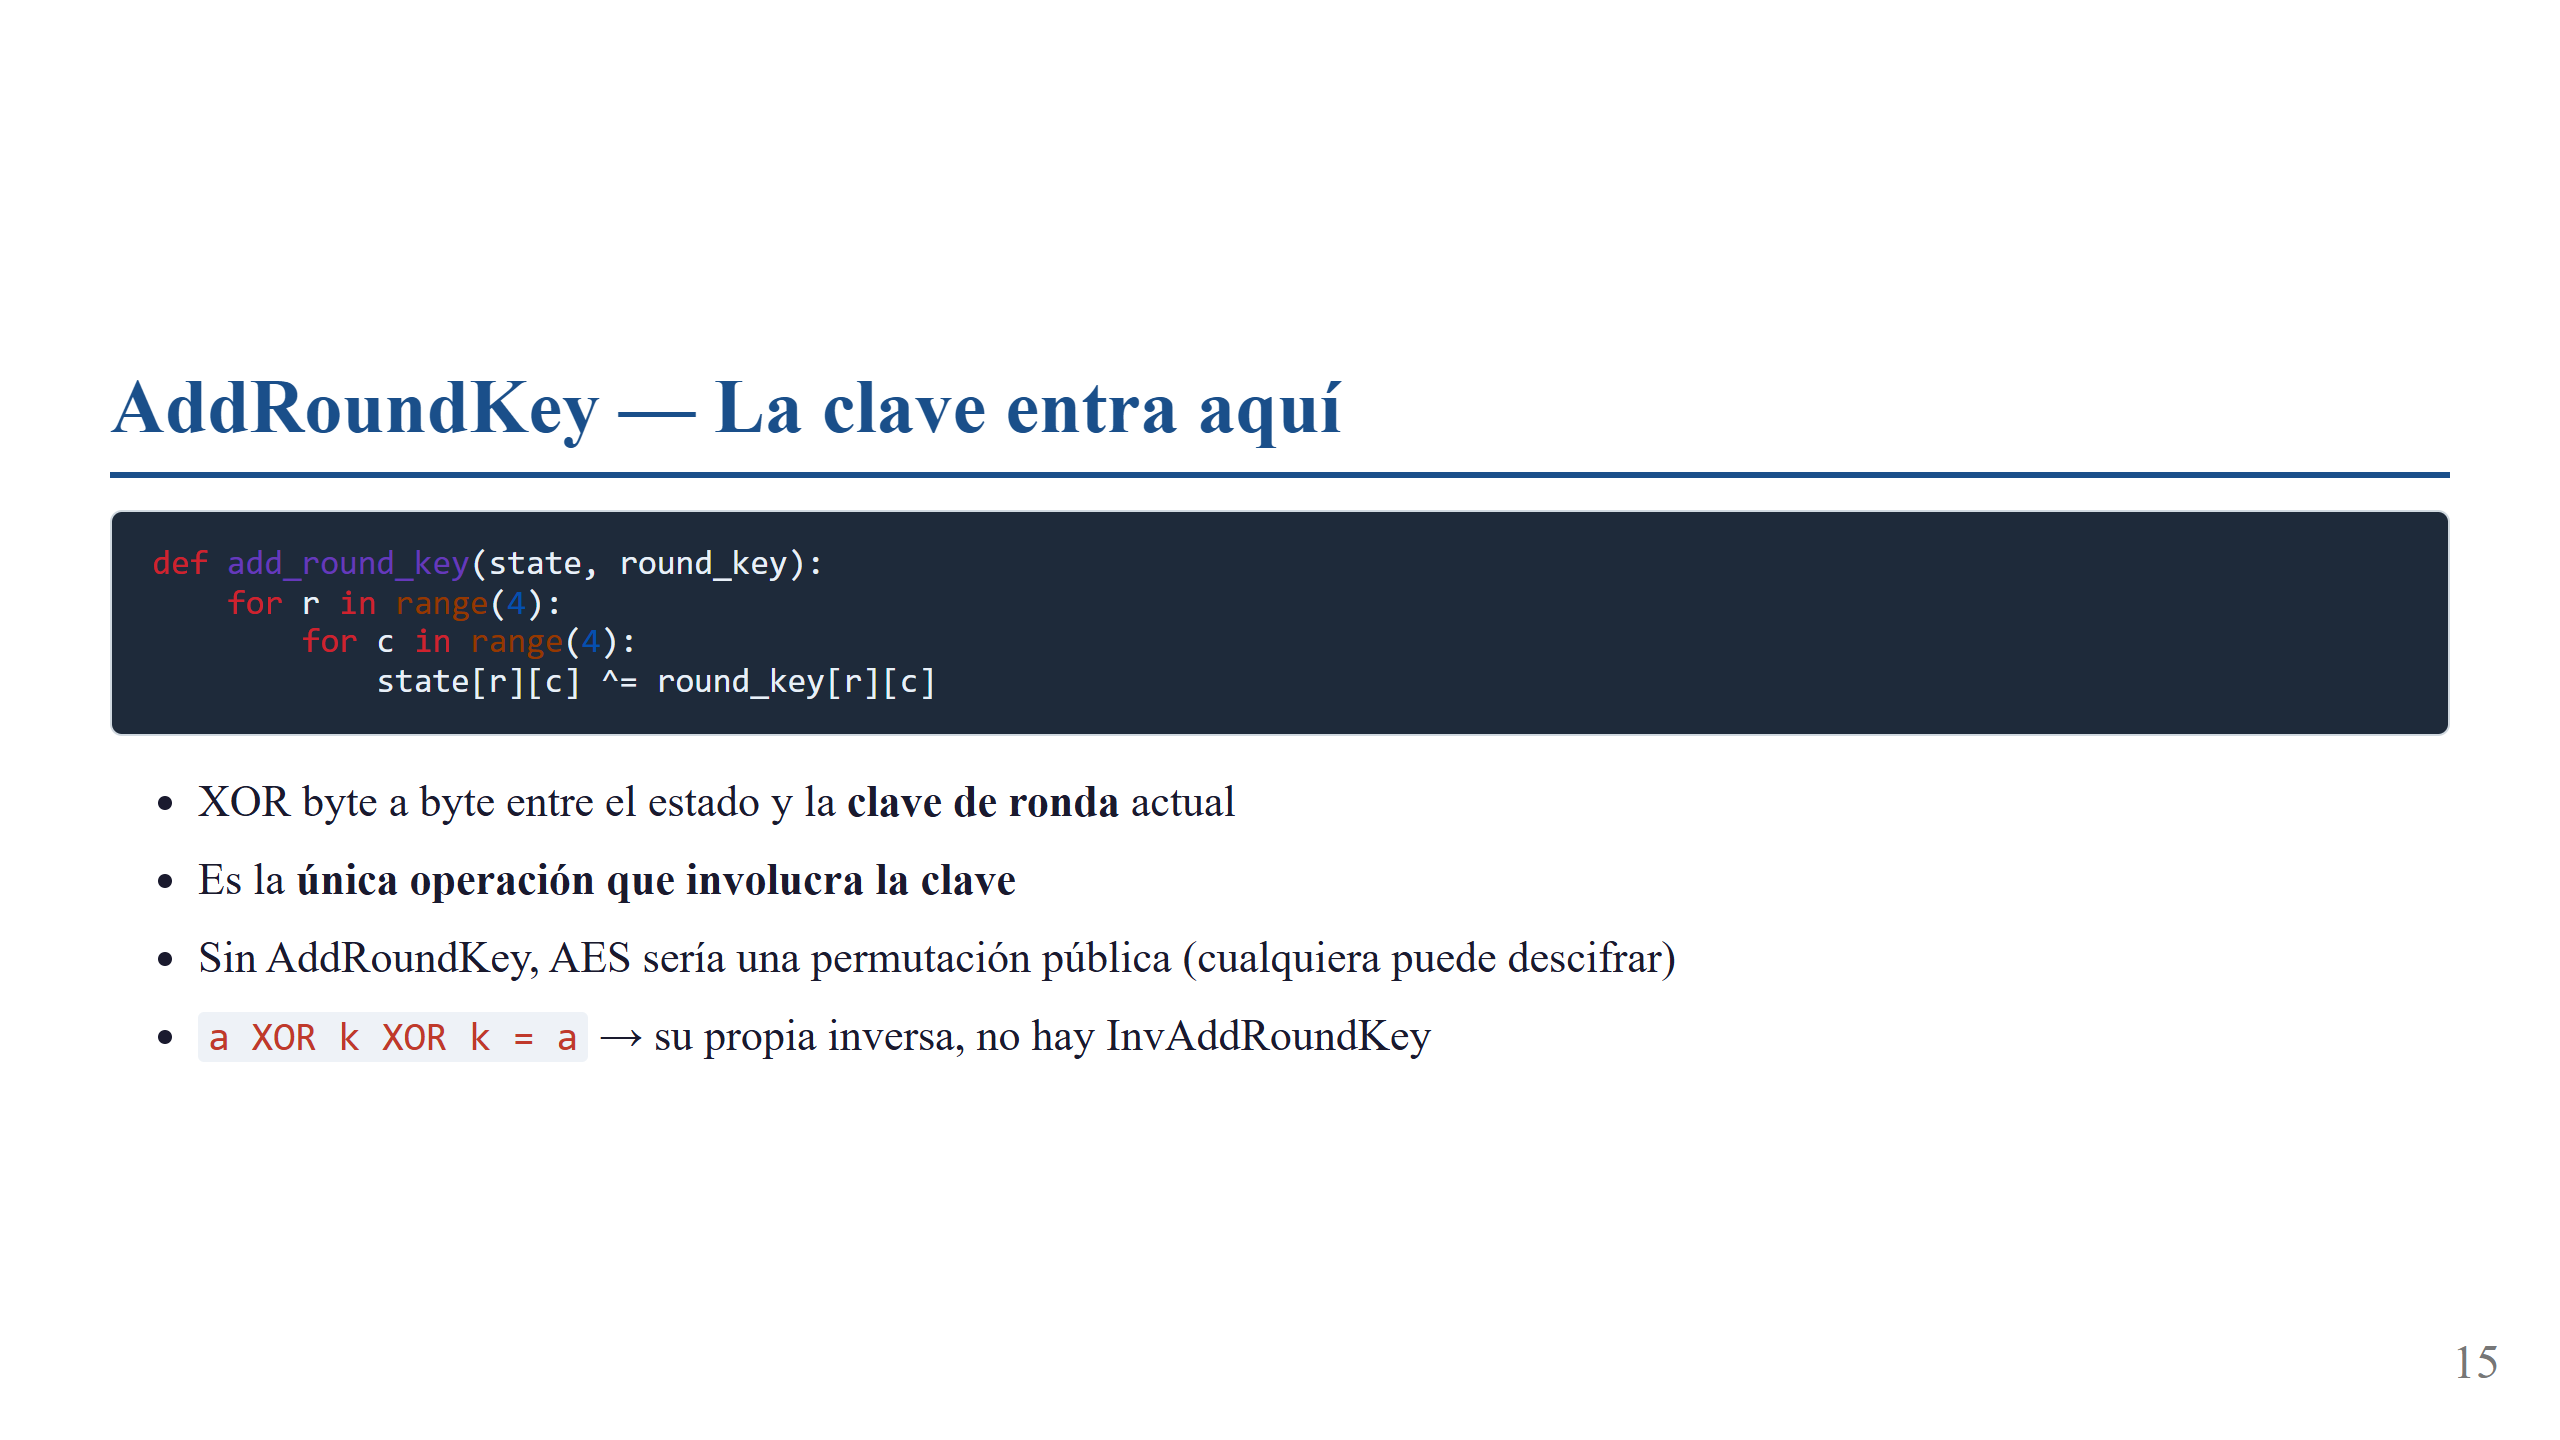 AddRoundKey — La clave entra aquí
def add_round_key(state, round_key):
    for r in range(4):
        for c in range(4):
            state[r][c] ^= round_key[r][c]
• XOR byte a byte entre el estado y la clave de ronda actual
• Es la única operación que involucra la clave
• Sin AddRoundKey, AES sería una permutación pública (cualquiera puede descifrar)
• a XOR k XOR k = a → su propia inversa, no hay InvAddRoundKey
15